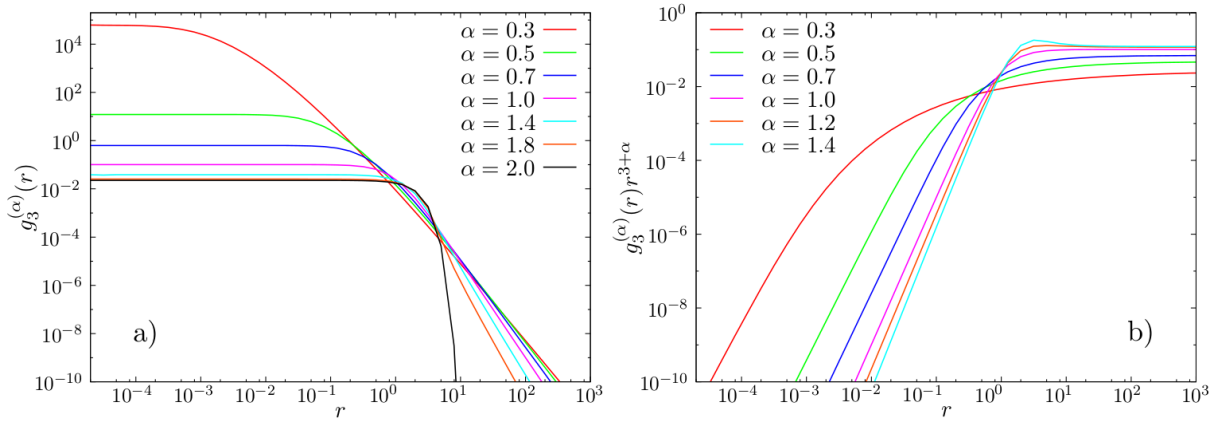 10^4
10^2
10^0
10^{-2}
10^{-4}
10^{-6}
10^{-8}
10^{-10}
g_3^{(α)}(r)
α = 0.3
α = 0.5
α = 0.7
α = 1.0
α = 1.4
α = 1.8
α = 2.0
a)
10^{-4} 10^{-3} 10^{-2} 10^{-1} 10^0 10^1 10^2 10^3
r
10^0
10^{-2}
10^{-4}
10^{-6}
10^{-8}
10^{-10}
g_3^{(α)}(r)r^{3+α}
α = 0.3
α = 0.5
α = 0.7
α = 1.0
α = 1.2
α = 1.4
b)
10^{-4} 10^{-3} 10^{-2} 10^{-1} 10^0 10^1 10^2 10^3
r